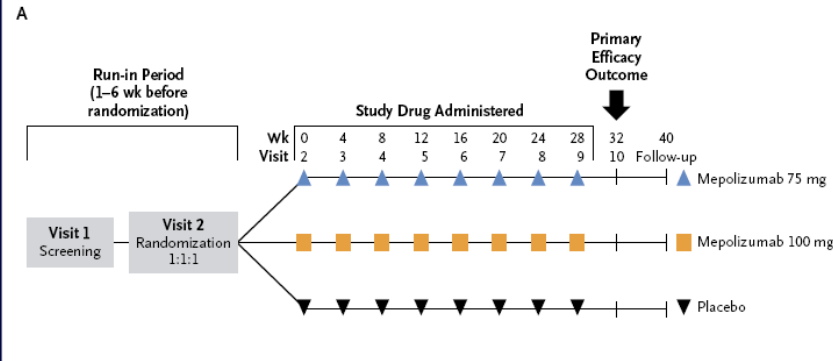 A
Primary
Efficacy
Outcome
Run-in Period
(1–6 wk before
randomization)
Study Drug Administered
Wk 0 4 8 12 16 20 24 28 32 40
Visit 2 3 4 5 6 7 8 9 10 Follow-up
Mepolizumab 75 mg
Visit 1
Screening
Visit 2
Randomization
1:1:1
Mepolizumab 100 mg
Placebo